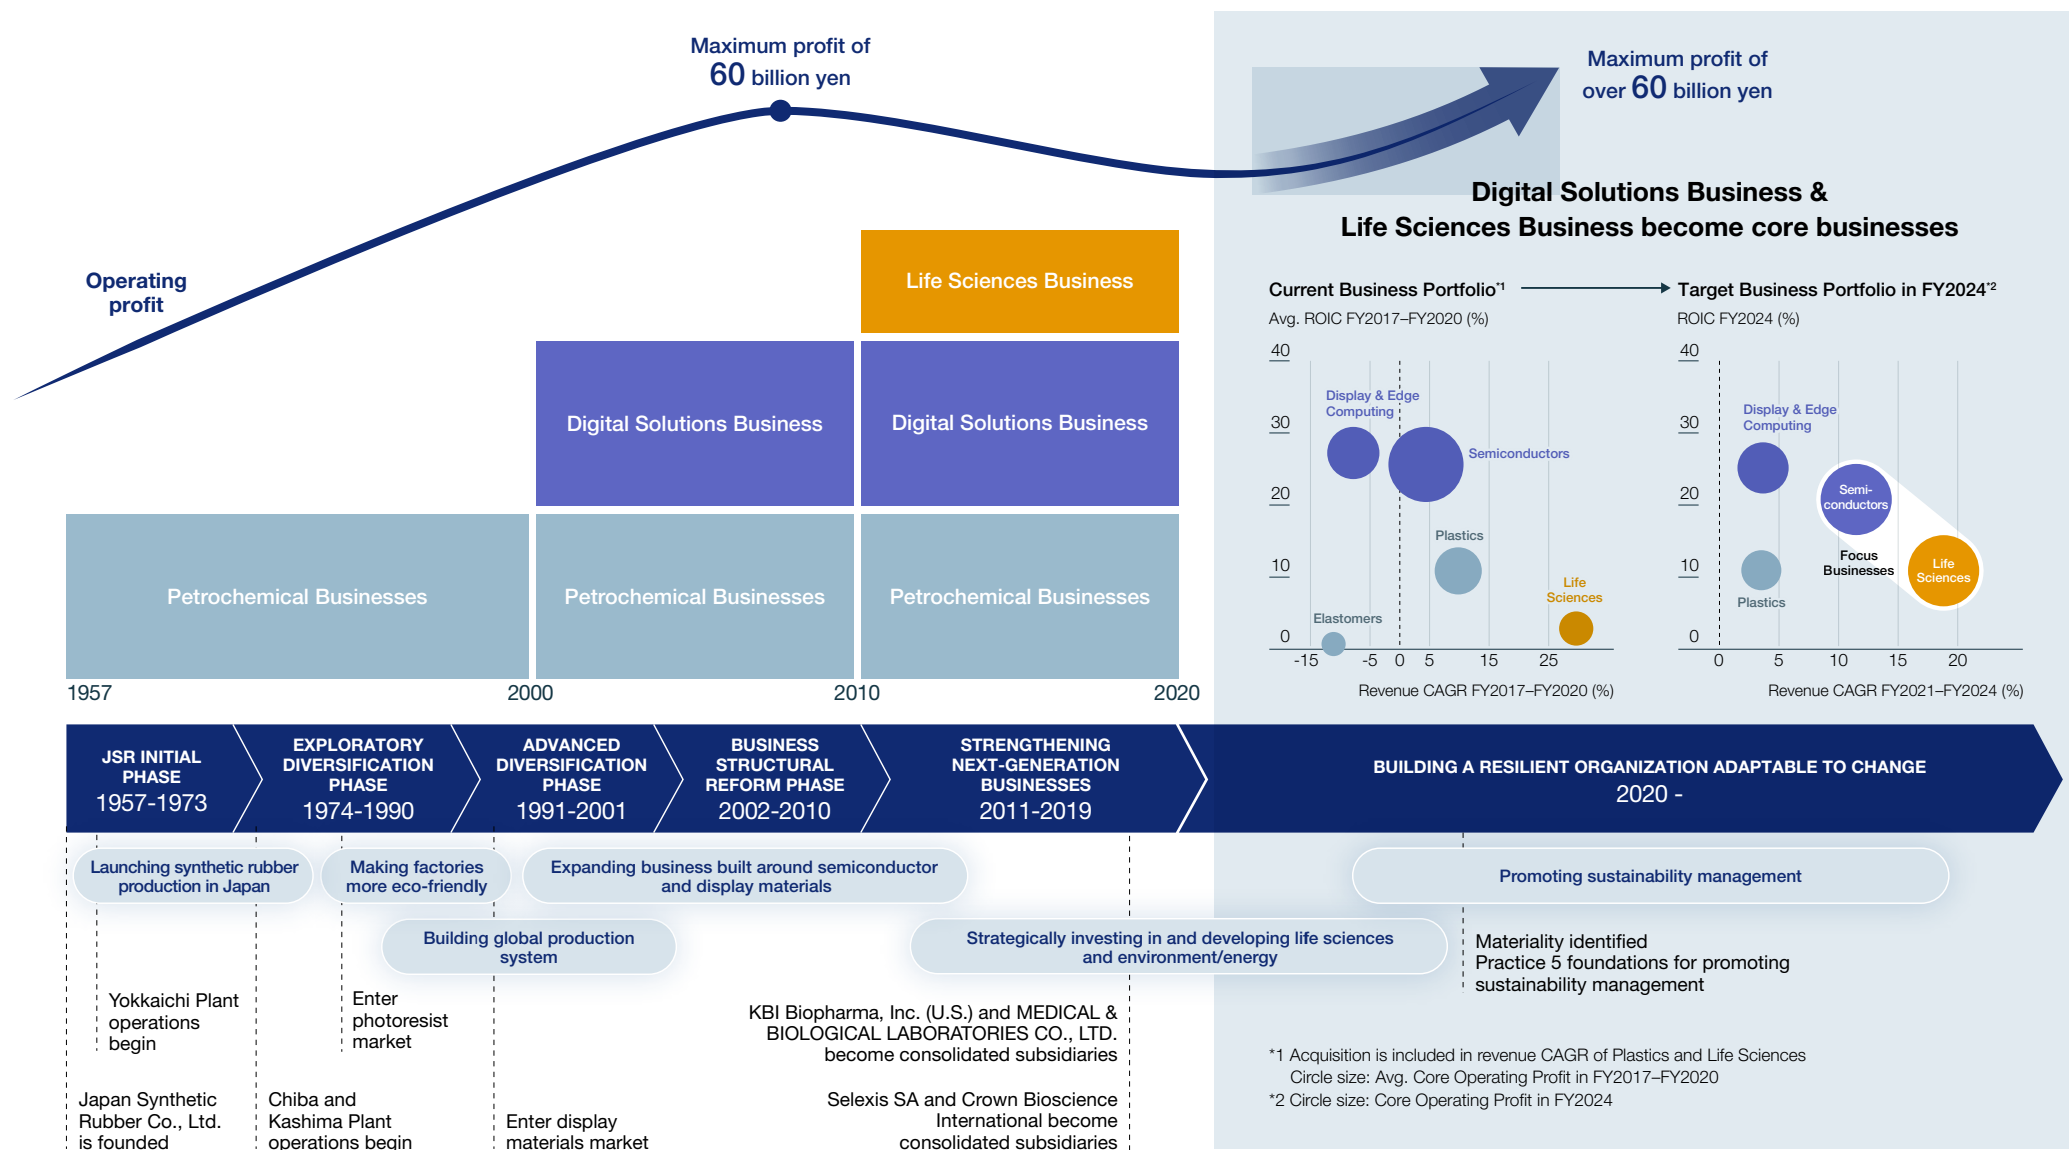 Maximum profit of
60 billion yen
Maximum profit of
over 60 billion yen
Operating
profit
Life Sciences Business
Digital Solutions Business
Digital Solutions Business
Petrochemical Businesses
Petrochemical Businesses
Petrochemical Businesses
1957
2000
2010
2020
Digital Solutions Business &
Life Sciences Business become core businesses
Current Business Portfolio*1
Avg. ROIC FY2017–FY2020 (%)
40
30
20
10
0
Display & Edge
Computing
Semiconductors
Plastics
Life
Sciences
Elastomers
-15
-5
0
5
15
25
Revenue CAGR FY2017–FY2020 (%)
Target Business Portfolio in FY2024*2
ROIC FY2024 (%)
40
30
20
10
0
Display & Edge
Computing
Semi-
conductors
Focus
Businesses
Life
Sciences
Plastics
0
5
10
15
20
Revenue CAGR FY2021–FY2024 (%)
JSR INITIAL
PHASE
1957-1973
EXPLORATORY
DIVERSIFICATION
PHASE
1974-1990
ADVANCED
DIVERSIFICATION
PHASE
1991-2001
BUSINESS
STRUCTURAL
REFORM PHASE
2002-2010
STRENGTHENING
NEXT-GENERATION
BUSINESSES
2011-2019
BUILDING A RESILIENT ORGANIZATION ADAPTABLE TO CHANGE
2020 -
Launching synthetic rubber
production in Japan
Making factories
more eco-friendly
Expanding business built around semiconductor
and display materials
Promoting sustainability management
Building global production
system
Strategically investing in and developing life sciences
and environment/energy
Materiality identified
Practice 5 foundations for promoting
sustainability management
Yokkaichi Plant
operations
begin
Enter
photoresist
market
KBI Biopharma, Inc. (U.S.) and MEDICAL &
BIOLOGICAL LABORATORIES CO., LTD.
become consolidated subsidiaries
Japan Synthetic
Rubber Co., Ltd.
is founded
Chiba and
Kashima Plant
operations begin
Enter display
materials market
Selexis SA and Crown Bioscience
International become
consolidated subsidiaries
*1 Acquisition is included in revenue CAGR of Plastics and Life Sciences
Circle size: Avg. Core Operating Profit in FY2017–FY2020
*2 Circle size: Core Operating Profit in FY2024